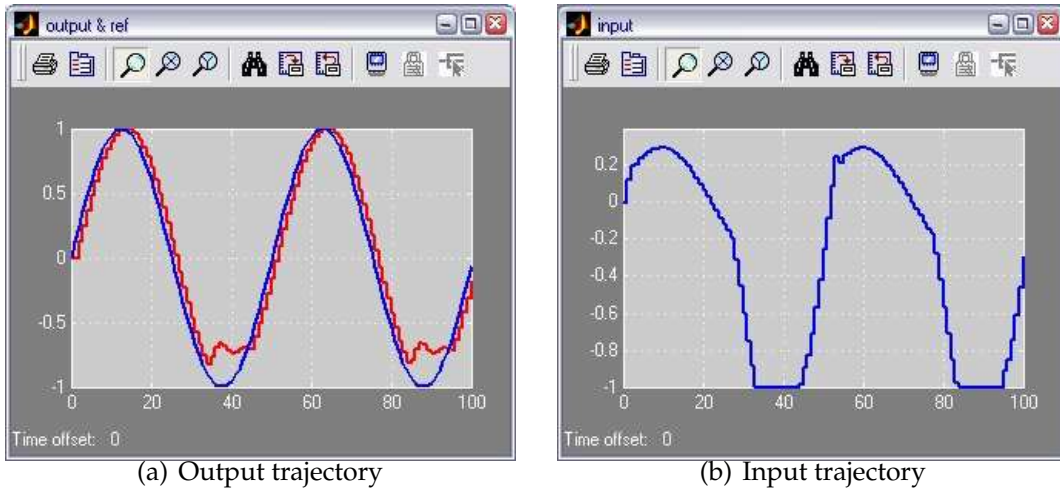 output & ref
1
0.5
0
-0.5
-1
0 20 40 60 80 100
Time offset: 0
(a) Output trajectory
input
0.2
0
-0.2
-0.4
-0.6
-0.8
-1
0 20 40 60 80 100
Time offset: 0
(b) Input trajectory